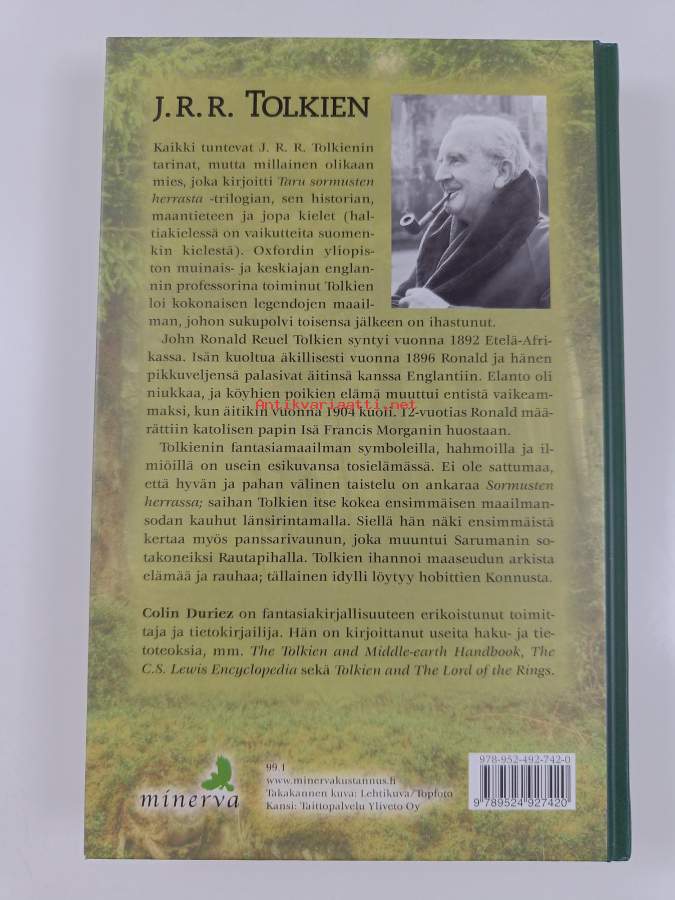 J. R. R. TOLKIEN
Kaikki tuntevat J. R. R. Tolkienin
tarinat, mutta millainen olikaan
mies, joka kirjoitti Taru sormusten
herrasta -trilogian, sen historian,
maantieteen ja jopa kielet (hal-
tiakielessä on vaikutteita suomen-
kin kielestä). Oxfordin yliopis-
ton muinais- ja keskiajan englan-
nin professorina toiminut Tolkien
loi kokonaisen legendojen maail-
man, johon sukupolvi toisensa jälkeen on ihastunut.
John Ronald Reuel Tolkien syntyi vuonna 1892 Etelä-Afri-
kassa. Isän kuoltua äkillisesti vuonna 1896 Ronald ja hänen
pikkuveljensä palasivat äitinsä kanssa Englantiin. Elanto oli
niukkaa, ja köyhien poikien elämä muuttui entistä vaikeam-
Antikvariaatti.net
maksi, kun äitikin vuonna 1904 kuoli. 12-vuotias Ronald mää-
rättiin katolisen papin Isä Francis Morganin huostaan.
Tolkienin fantasiamaailman symboleilla, hahmoilla ja il-
miöillä on usein esikuvansa tosielämässä. Ei ole sattumaa,
että hyvän ja pahan välinen taistelu on ankaraa Sormusten
herrassa; saihan Tolkien itse kokea ensimmäisen maailman-
sodan kauhut länsirintamalla. Siellä hän näki ensimmäistä
kertaa myös panssarivaunun, joka muuntui Sarumanin so-
takoneiksi Rautapihalla. Tolkien ihannoi maaseudun arkista
elämää ja rauhaa; tällainen idylli löytyy hobittien Konnusta.
Colin Duriez on fantasiakirjallisuuteen erikoistunut toimit-
taja ja tietokirjailija. Hän on kirjoittanut useita haku- ja tie-
toteoksia, mm. The Tolkien and Middle-earth Handbook, The
C.S. Lewis Encyclopedia sekä Tolkien and The Lord of the Rings.
minerva
99.1
www.minervakustannus.fi
Takakannen kuva: Lehtikuva/Topfoto
Kansi: Taittopalvelu Yliveto Oy
978-952-492-742-0
9 789524 927420